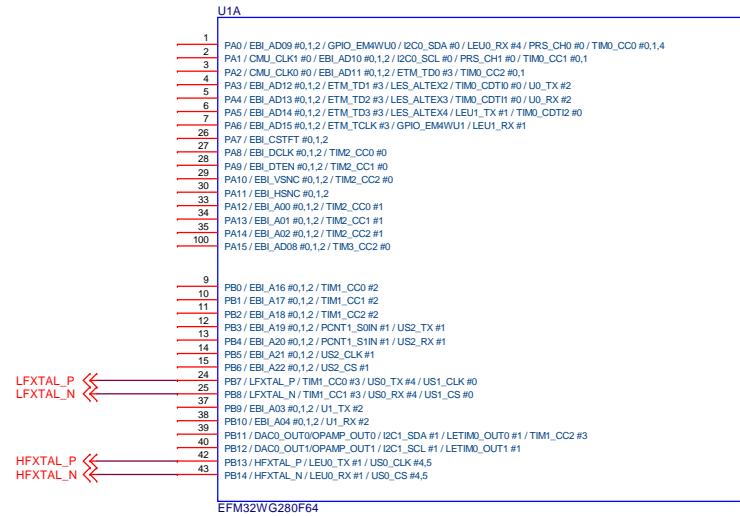 U1A
1 PA0 / EBI_AD09 #0,1,2 / GPIO_EM4WU0 / I2C0_SDA #0 / LEU0_RX #4 / PRS_CH0 #0 / TIM0_CC0 #0,1,4
2 PA1 / CMU_CLK1 #0 / EBI_AD10 #0,1,2 / I2C0_SCL #0 / PRS_CH1 #0 / TIM0_CC1 #0,1
3 PA2 / CMU_CLK0 #0 / EBI_AD11 #0,1,2 / ETM_TD0 #3 / TIM0_CC2 #0,1
4 PA3 / EBI_AD12 #0,1,2 / ETM_TD1 #3 / LES_ALTEX2 / TIM0_CDTI0 #0 / U0_TX #2
5 PA4 / EBI_AD13 #0,1,2 / ETM_TD2 #3 / LES_ALTEX3 / TIM0_CDTI1 #0 / U0_RX #2
6 PA5 / EBI_AD14 #0,1,2 / ETM_TD3 #3 / LES_ALTEX4 / LEU1_TX #1 / TIM0_CDTI2 #0
7 PA6 / EBI_AD15 #0,1,2 / ETM_TCLK #3 / GPIO_EM4WU1 / LEU1_RX #1
26 PA7 / EBI_CSTFT #0,1,2
27 PA8 / EBI_DCLK #0,1,2 / TIM2_CC0 #0
28 PA9 / EBI_DTEN #0,1,2 / TIM2_CC1 #0
29 PA10 / EBI_VSNC #0,1,2 / TIM2_CC2 #0
30 PA11 / EBI_HSNC #0,1,2
33 PA12 / EBI_A00 #0,1,2 / TIM2_CC0 #1
34 PA13 / EBI_A01 #0,1,2 / TIM2_CC1 #1
35 PA14 / EBI_A02 #0,1,2 / TIM2_CC2 #1
100 PA15 / EBI_AD08 #0,1,2 / TIM3_CC2 #0
9 PB0 / EBI_A16 #0,1,2 / TIM1_CC0 #2
10 PB1 / EBI_A17 #0,1,2 / TIM1_CC1 #2
11 PB2 / EBI_A18 #0,1,2 / TIM1_CC2 #2
12 PB3 / EBI_A19 #0,1,2 / PCNT1_S0IN #1 / US2_TX #1
13 PB4 / EBI_A20 #0,1,2 / PCNT1_S1IN #1 / US2_RX #1
14 PB5 / EBI_A21 #0,1,2 / US2_CLK #1
15 PB6 / EBI_A22 #0,1,2 / US2_CS #1
LFXTAL_P 24 PB7 / LFXTAL_P / TIM1_CC0 #3 / US0_TX #4 / US1_CLK #0
LFXTAL_N 25 PB8 / LFXTAL_N / TIM1_CC1 #3 / US0_RX #4 / US1_CS #0
37 PB9 / EBI_A03 #0,1,2 / U1_TX #2
38 PB10 / EBI_A04 #0,1,2 / U1_RX #2
39 PB11 / DAC0_OUT0/OPAMP_OUT0 / I2C1_SDA #1 / LETIM0_OUT0 #1 / TIM1_CC2 #3
40 PB12 / DAC0_OUT1/OPAMP_OUT1 / I2C1_SCL #1 / LETIM0_OUT1 #1
HFXTAL_P 42 PB13 / HFXTAL_P / LEU0_TX #1 / US0_CLK #4,5
HFXTAL_N 43 PB14 / HFXTAL_N / LEU0_RX #1 / US0_CS #4,5
EFM32WG280F64